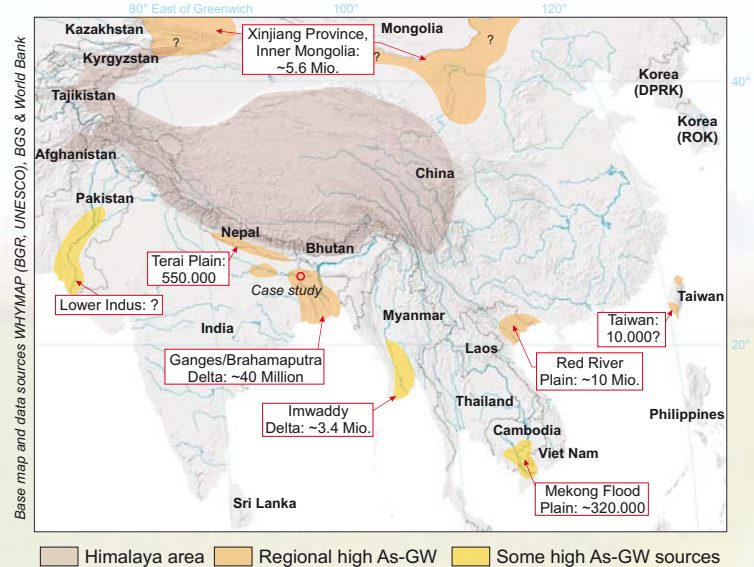 80° East of Greenwich
100°
120°
Kazakhstan
Mongolia
?
Xinjiang Province,
Inner Mongolia:
~5.6 Mio.
?
?
Kyrgyzstan
Korea
(DPRK)
40°
Tajikistan
Korea
(ROK)
Afghanistan
China
Pakistan
Nepal
Bhutan
Terai Plain:
550.000
Case study
Lower Indus: ?
Taiwan
Myanmar
Taiwan:
10.000?
India
20°
Laos
Ganges/Brahamaputra
Delta: ~40 Million
Red River
Plain: ~10 Mio.
Thailand
Imwaddy
Delta: ~3.4 Mio.
Philippines
Cambodia
Viet Nam
Mekong Flood
Plain: ~320.000
Sri Lanka
Base map and data sources WHYMAP (BGR, UNESCO), BGS & World Bank
Himalaya area
Regional high As-GW
Some high As-GW sources